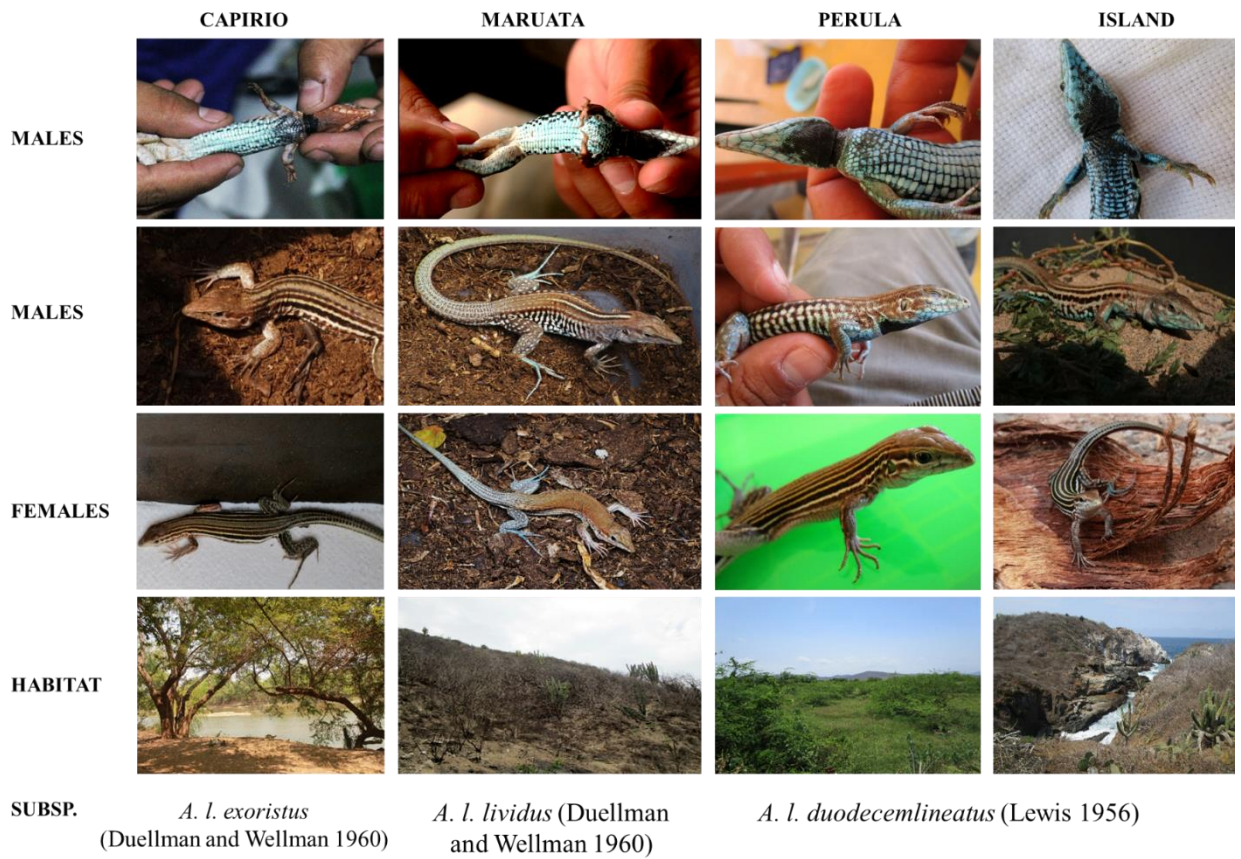 CAPIRIO MARUATA PERULA ISLAND
MALES
MALES
FEMALES
HABITAT
SUBSP.
A. l. exoristus
(Duellman and Wellman 1960)
A. l. lividus (Duellman
and Wellman 1960)
A. l. duodecemlineatus (Lewis 1956)